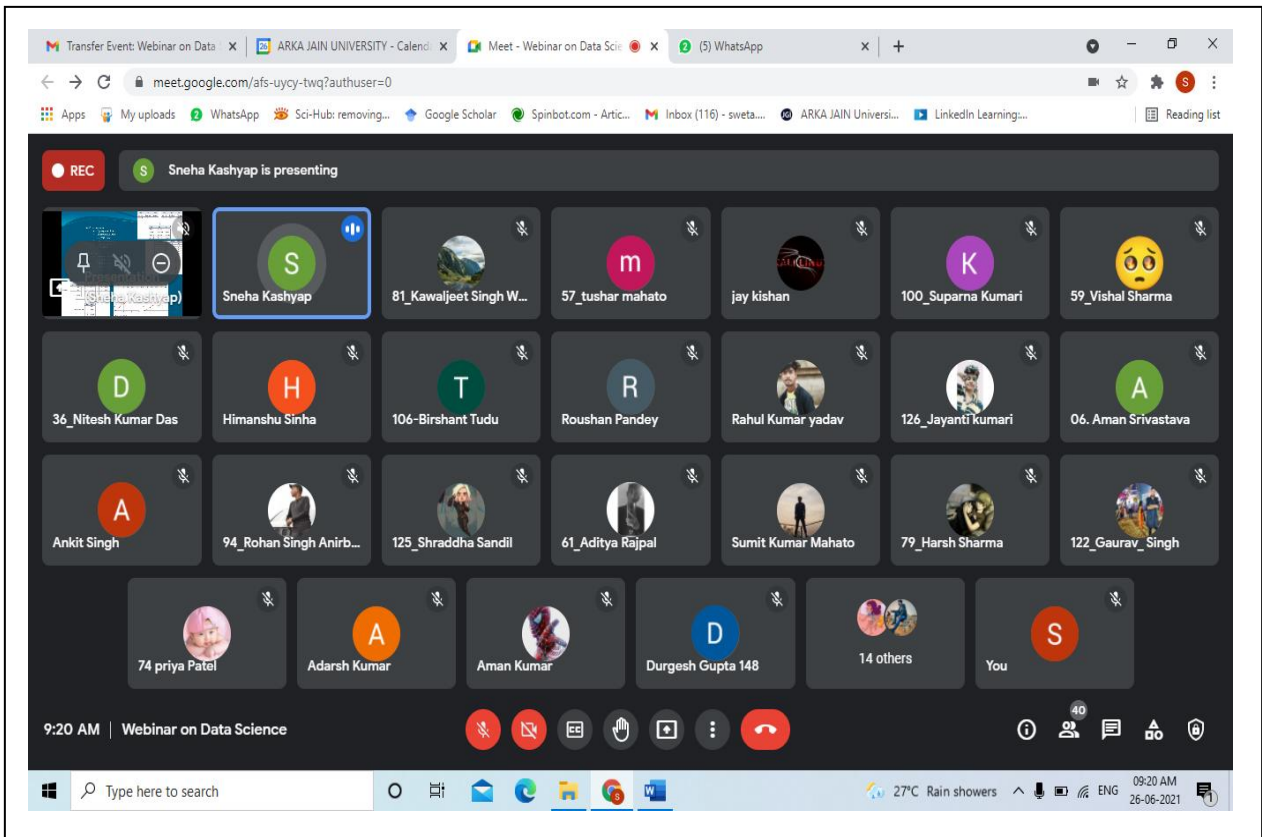 Transfer Event: Webinar on Data
ARKA JAIN UNIVERSITY - Calend
Meet - Webinar on Data Scie
(5) WhatsApp
meet.google.com/afs-uycy-twq?authuser=0
S
Apps
My uploads
WhatsApp
Sci-Hub: removing...
Google Scholar
Spinbot.com - Artic...
Inbox (116) - sweta....
ARKA JAIN Universi...
LinkedIn Learning:...
Reading list
REC
S
Sneha Kashyap is presenting
(Sneha Kashyap)
S
Sneha Kashyap
81_Kawaljeet Singh W...
m
57_tushar mahato
jay kishan
K
100_Suparna Kumari
59_Vishal Sharma
D
36_Nitesh Kumar Das
H
Himanshu Sinha
T
106-Birshant Tudu
R
Roushan Pandey
Rahul Kumar yadav
126_Jayanti kumari
A
06. Aman Srivastava
A
Ankit Singh
94_Rohan Singh Anirb...
125_Shraddha Sandil
61_Aditya Rajpal
Sumit Kumar Mahato
79_Harsh Sharma
122_Gaurav_Singh
74 priya Patel
A
Adarsh Kumar
Aman Kumar
D
Durgesh Gupta 148
14 others
S
You
9:20 AM | Webinar on Data Science
40
Type here to search
27°C Rain showers
ENG
09:20 AM
26-06-2021
1